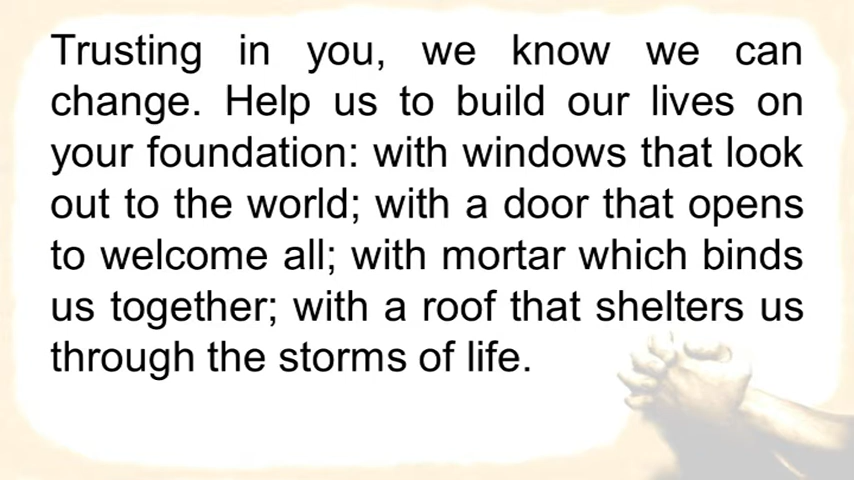 Trusting in you, we know we can
change. Help us to build our lives on
your foundation: with windows that look
out to the world; with a door that opens
to welcome all; with mortar which binds
us together; with a roof that shelters us
through the storms of life.